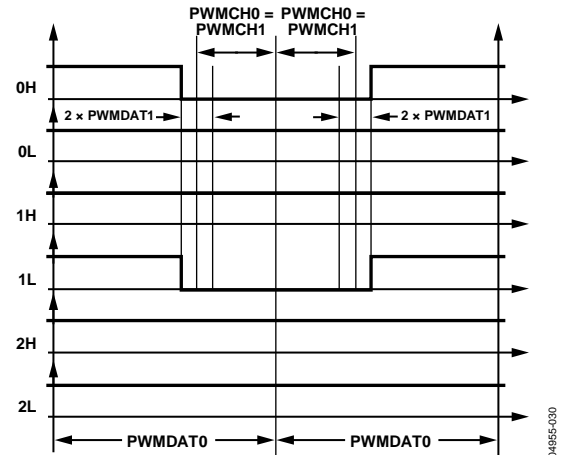 PWMCH0 = PWMCH0 =
PWMCH1 PWMCH1
0H
2 × PWMDAT1 2 × PWMDAT1
0L
1H
1L
2H
2L
PWMDAT0 PWMDAT0
04955-030